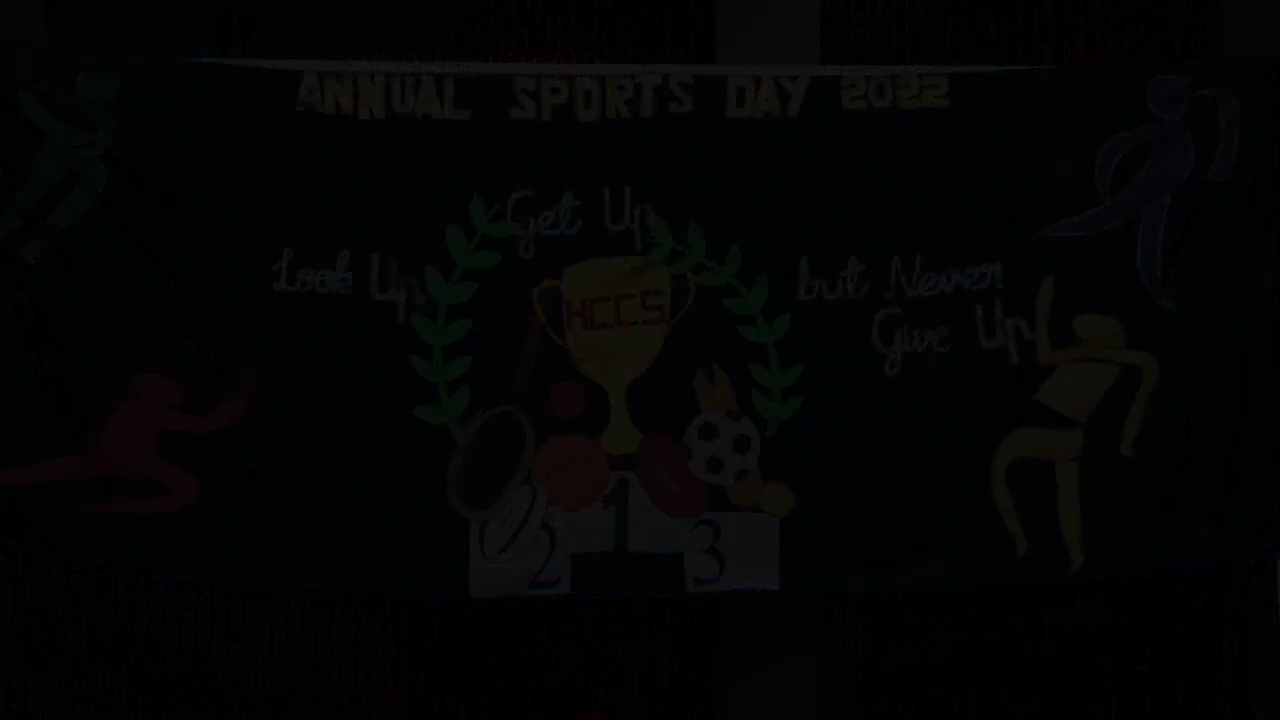 ANNUAL SPORTS DAY 2022
Look Up
Get Up
but Never
Give Up
HCCS
1
2
3